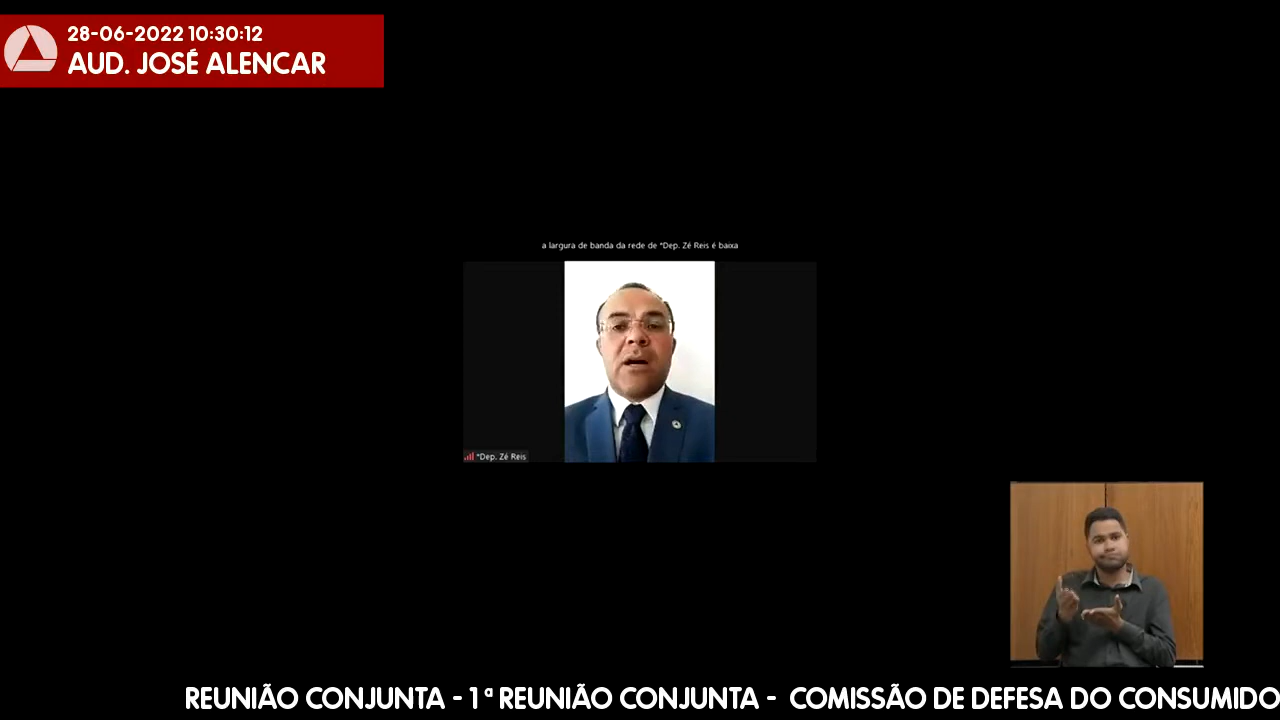 28-06-2022 10:30:12
AUD. JOSÉ ALENCAR
a largura de banda da rede de "Dep. Zé Reis é baixa
"Dep. Zé Reis
REUNIÃO CONJUNTA - 1ª REUNIÃO CONJUNTA - COMISSÃO DE DEFESA DO CONSUMIDO